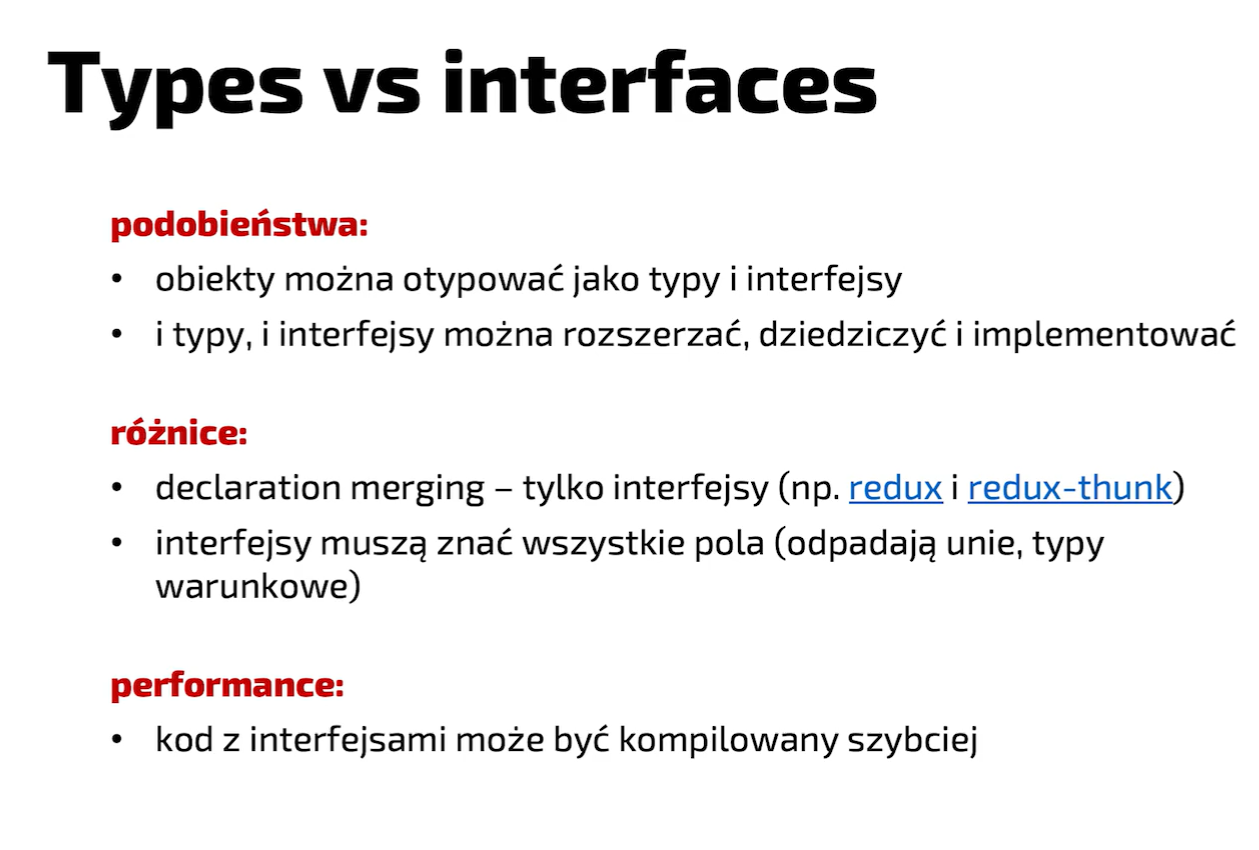 Types vs interfaces
podobieństwa:
• obiekty można otypować jako typy i interfejsy
• i typy, i interfejsy można rozszerzać, dziedziczyć i implementować
różnice:
• declaration merging – tylko interfejsy (np. redux i redux-thunk)
• interfejsy muszą znać wszystkie pola (odpadają unie, typy
warunkowe)
performance:
• kod z interfejsami może być kompilowany szybciej